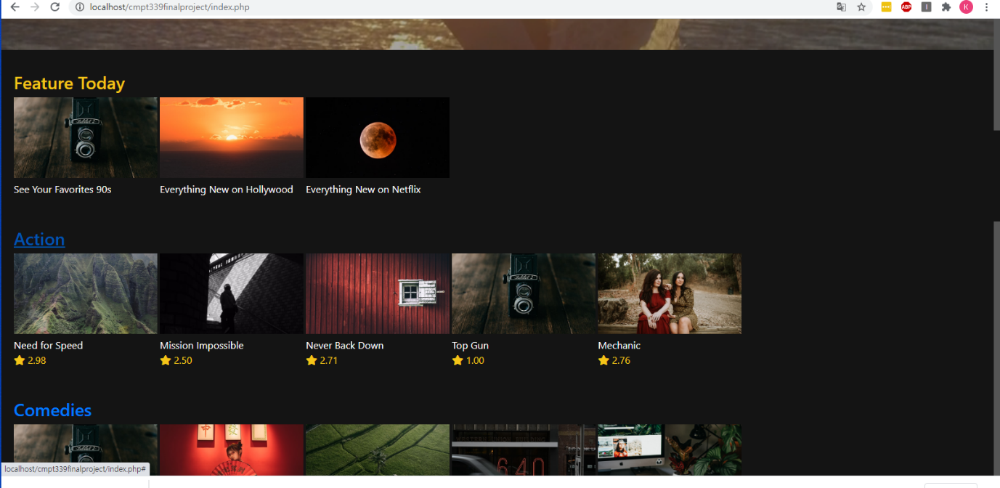 localhost/cmpt339finalproject/index.php
ABP
K
Feature Today
See Your Favorites 90s
Everything New on Hollywood
Everything New on Netflix
Action
Need for Speed
Mission Impossible
Never Back Down
Top Gun
Mechanic
2.98
2.50
2.71
1.00
2.76
Comedies
640
localhost/cmpt339finalproject/index.php#